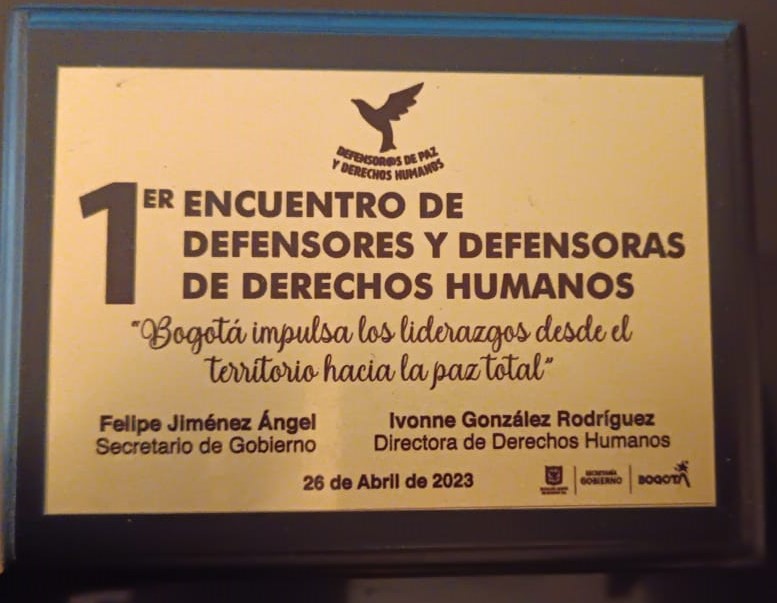 DEFENSOR@S DE PAZ
Y DERECHOS HUMANOS
1ER ENCUENTRO DE
DEFENSORES Y DEFENSORAS
DE DERECHOS HUMANOS
"Bogotá impulsa los liderazgos desde el
territorio hacia la paz total"
Felipe Jiménez Ángel
Secretario de Gobierno
Ivonne González Rodríguez
Directora de Derechos Humanos
26 de Abril de 2023
SECRETARÍA
GOBIERNO
BOGOTÁ